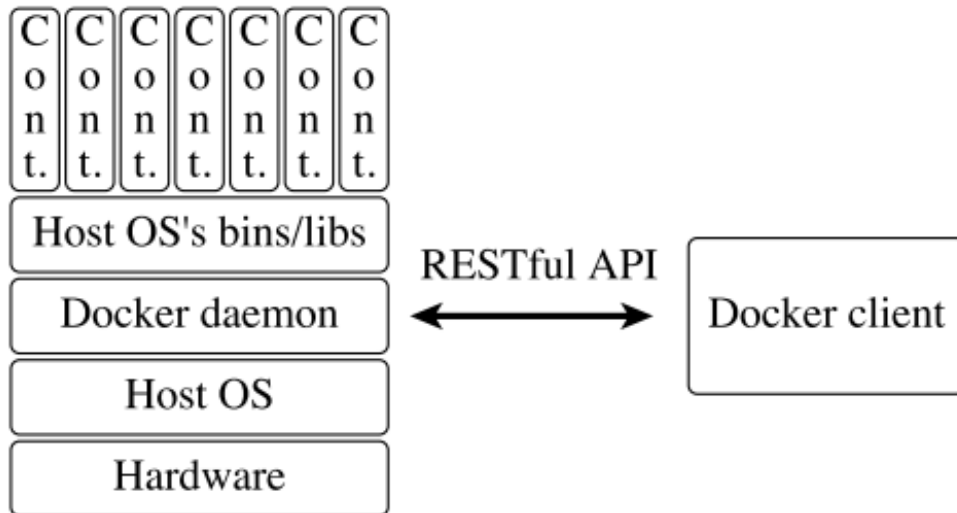 Cont.
Cont.
Cont.
Cont.
Cont.
Cont.
Cont.
Host OS's bins/libs
RESTful API
Docker daemon
Docker client
Host OS
Hardware